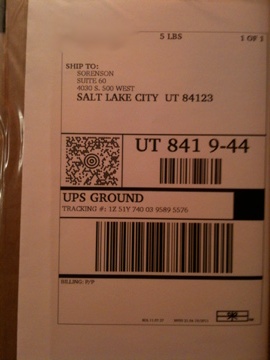 5 LBS 1 OF 1
SHIP TO:
SORENSON
SUITE 60
4030 S. 500 WEST
SALT LAKE CITY UT 84123
UT 841 9-44
UPS GROUND
TRACKING #: 1Z 51Y 740 03 9589 5576
BILLING: P/P